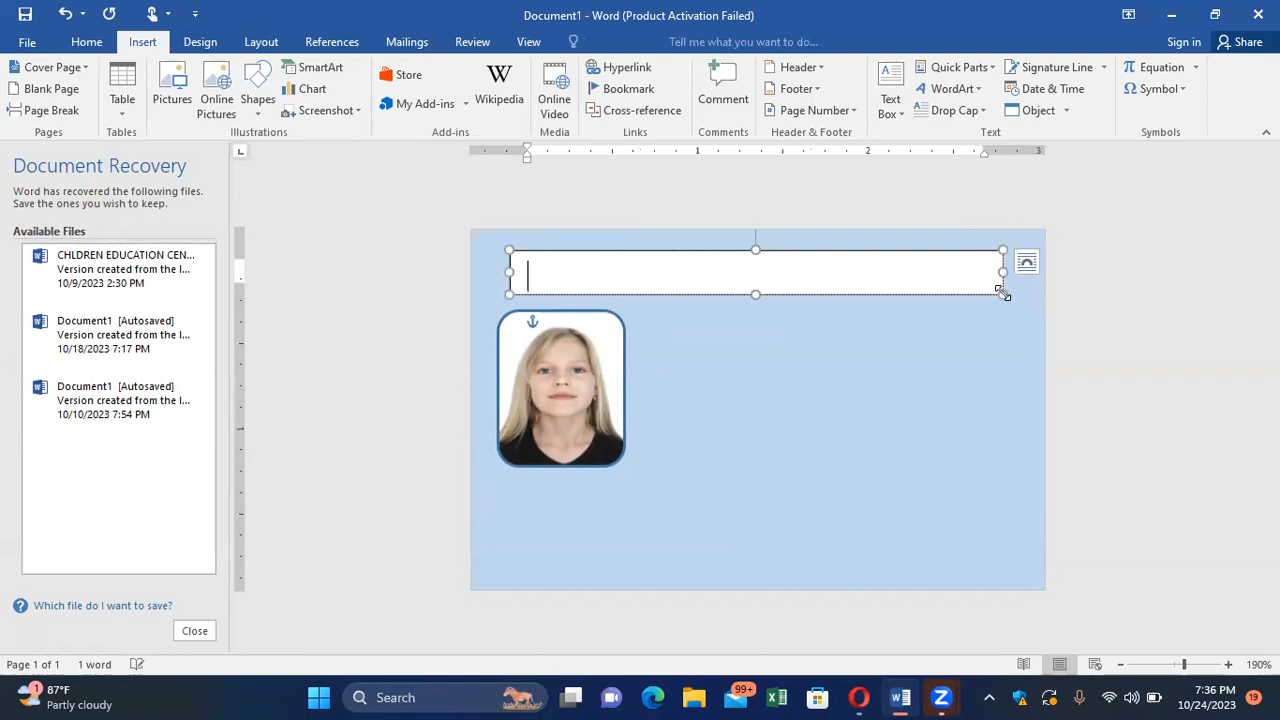 Document1 - Word (Product Activation Failed)
File Home Insert Design Layout References Mailings Review View Tell me what you want to do... Sign in Share
Cover Page
Blank Page
Page Break
Pages
Table
Tables
Pictures
Online Pictures
Shapes
SmartArt
Chart
Screenshot
Illustrations
Store
My Add-ins
Wikipedia
Add-ins
Online Video
Media
Hyperlink
Bookmark
Cross-reference
Links
Comment
Comments
Header
Footer
Page Number
Header & Footer
Text Box
Quick Parts
WordArt
Drop Cap
Signature Line
Date & Time
Object
Text
Equation
Symbol
Symbols
1 2 3
Document Recovery
Word has recovered the following files.
Save the ones you wish to keep.
Available Files
CHLDREN EDUCATION CEN...
Version created from the l...
10/9/2023 2:30 PM
Document1 [Autosaved]
Version created from the l...
10/18/2023 7:17 PM
Document1 [Autosaved]
Version created from the l...
10/10/2023 7:54 PM
Which file do I want to save?
Close
Page 1 of 1 1 word 190%
1
87°F
Partly cloudy
Search
99+
7:36 PM
10/24/2023
19